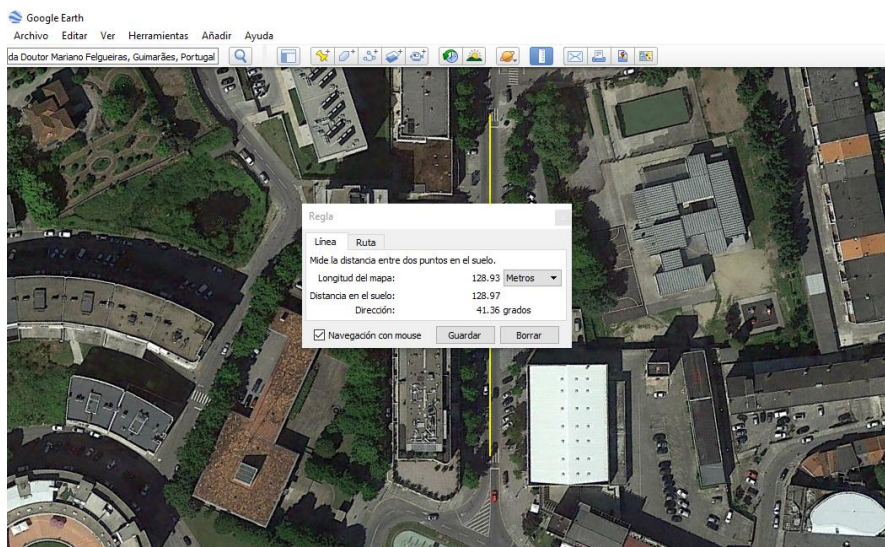 Google Earth
Archivo Editar Ver Herramientas Añadir Ayuda
da Doutor Mariano Felgueiras, Guimarães, Portugal
Regla
Línea Ruta
Mide la distancia entre dos puntos en el suelo.
Longitud del mapa: 128.93 Metros
Distancia en el suelo: 128.97
Dirección: 41.36 grados
Navegación con mouse Guardar Borrar